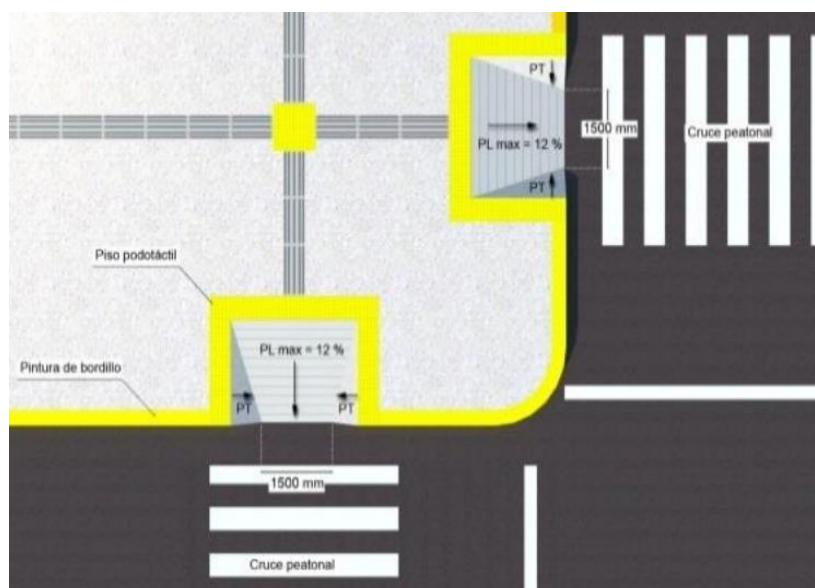 PT
1500 mm
Cruce peatonal
PL max = 12 %
PT
Piso podotáctil
PL max = 12 %
Pintura de bordillo
PT
PT
1500 mm
Cruce peatonal